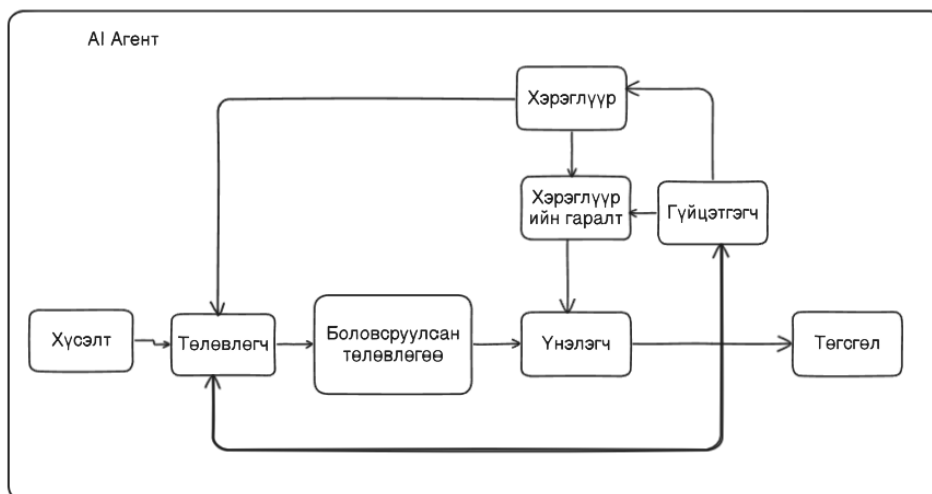 AI Агент
Хэрэглүүр
Хэрэглүүр
ийн гаралт
Гүйцэтгэгч
Хүсэлт
Төлөвлөгч
Боловсруулсан
төлөвлөгөө
Үнэлэгч
Төгсгөл